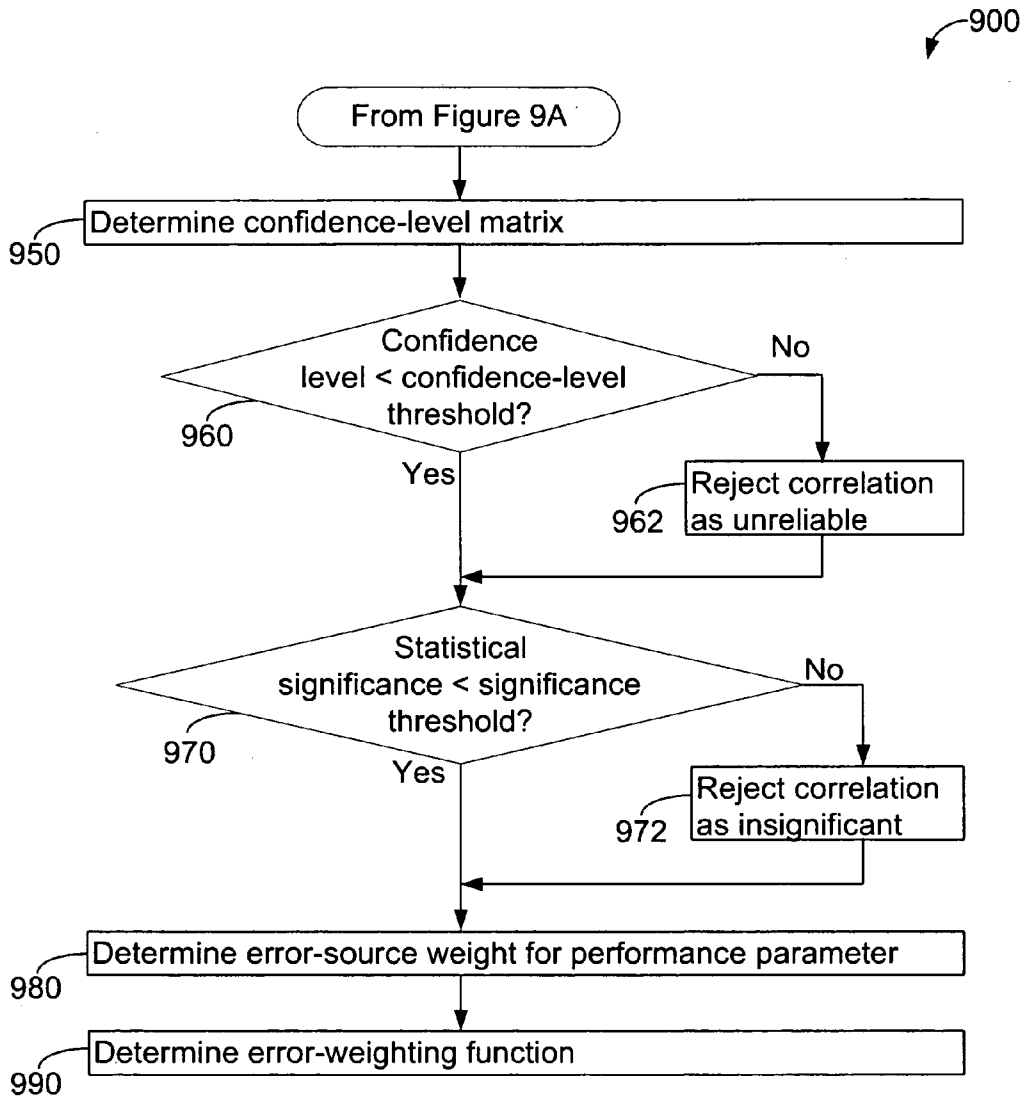 900
From Figure 9A
Determine confidence-level matrix
950
Confidence
level < confidence-level
threshold?
No
960
Yes
Reject correlation
as unreliable
962
Statistical
significance < significance
threshold?
No
970
Yes
Reject correlation
as insignificant
972
Determine error-source weight for performance parameter
980
Determine error-weighting function
990